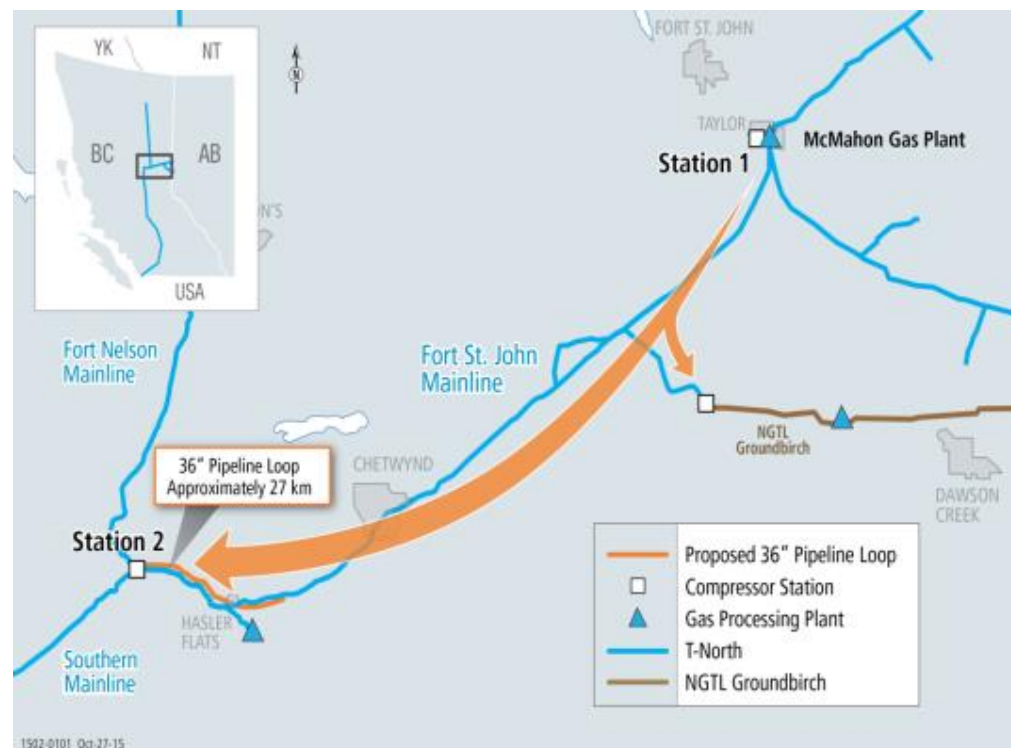 YK
NT
BC
AB
USA
N
FORT ST. JOHN
TAYLOR
McMahon Gas Plant
Station 1
N'S
Fort Nelson
Mainline
Fort St. John
Mainline
NGTL
Groundbirch
DAWSON
CREEK
36" Pipeline Loop
Approximately 27 km
CHETWYND
Station 2
HASLER
FLATS
Southern
Mainline
Proposed 36" Pipeline Loop
Compressor Station
Gas Processing Plant
T-North
NGTL Groundbirch
1502-0101 Oct-27-15